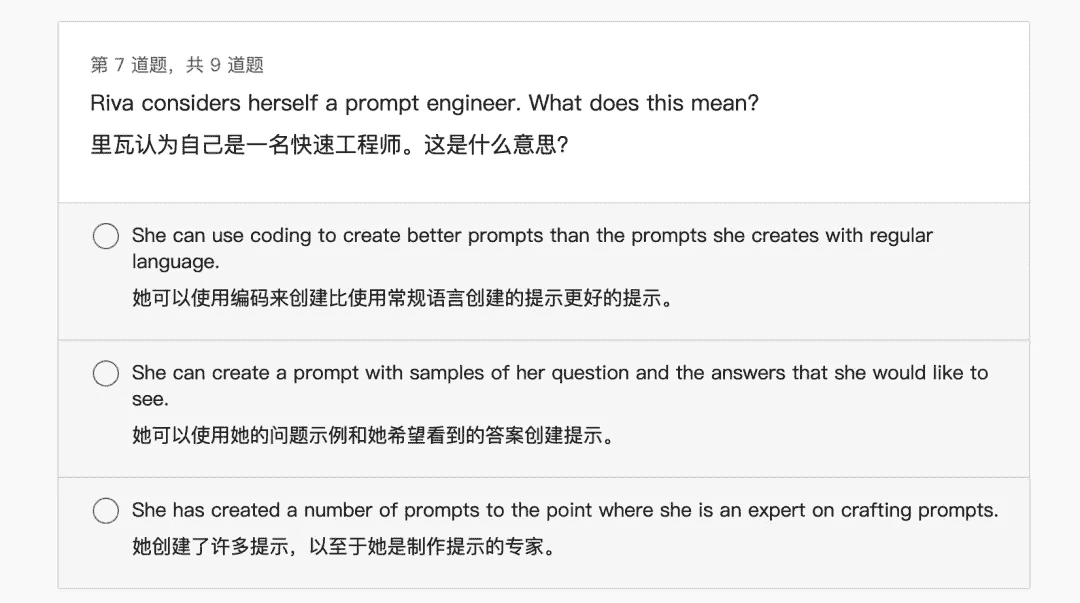 第 7 道题，共 9 道题
Riva considers herself a prompt engineer. What does this mean?
里瓦认为自己是一名快速工程师。这是什么意思?
She can use coding to create better prompts than the prompts she creates with regular
language.
她可以使用编码来创建比使用常规语言创建的提示更好的提示。
She can create a prompt with samples of her question and the answers that she would like to
see.
她可以使用她的问题示例和她希望看到的答案创建提示。
She has created a number of prompts to the point where she is an expert on crafting prompts.
她创建了许多提示，以至于她是制作提示的专家。